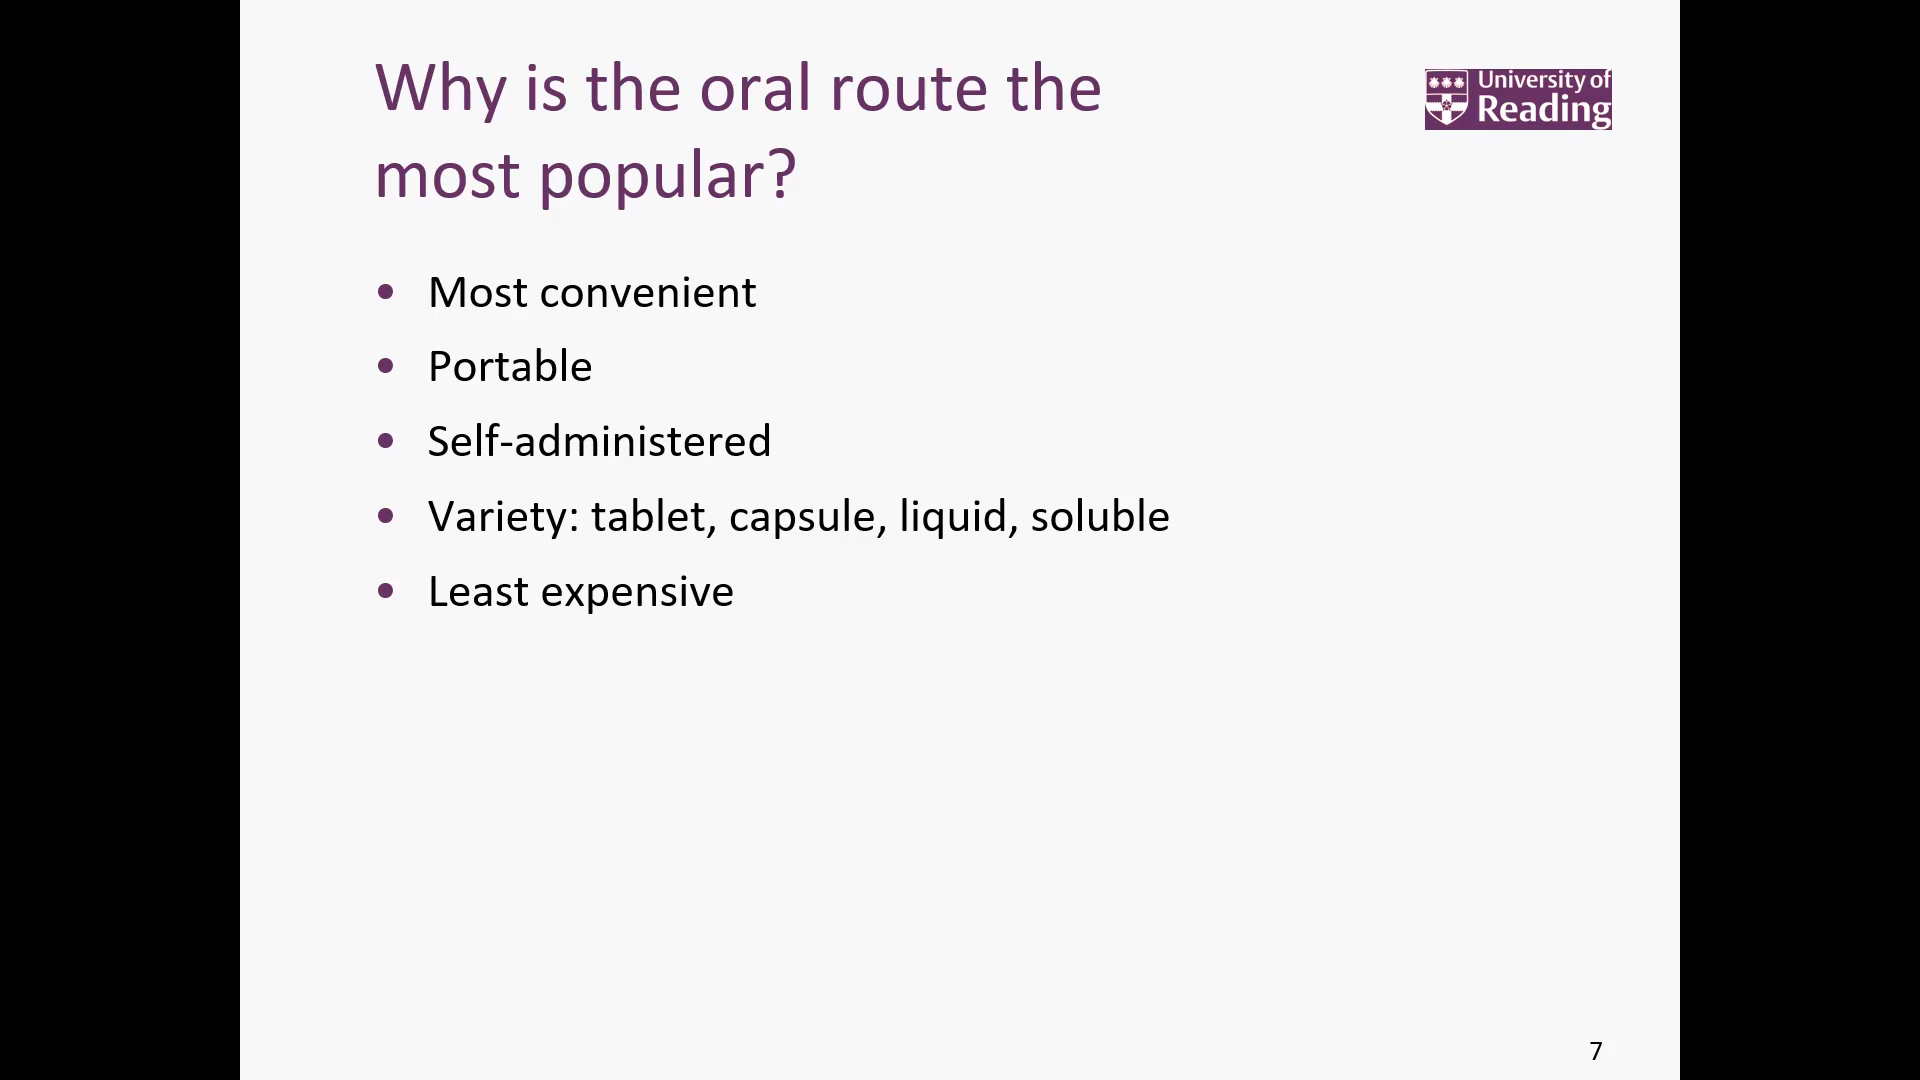 Why is the oral route the
most popular?
University of
Reading
• Most convenient
• Portable
• Self-administered
• Variety: tablet, capsule, liquid, soluble
• Least expensive
7